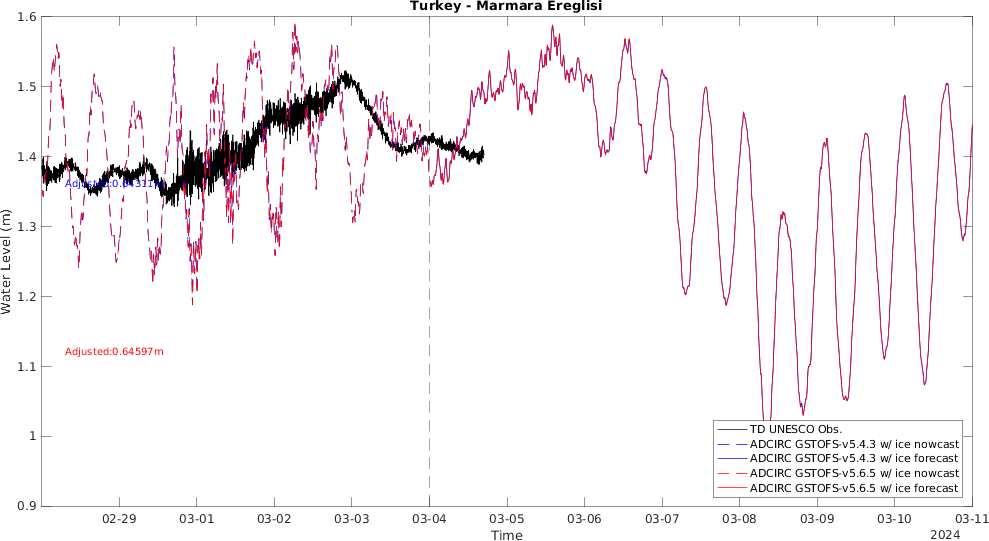 Turkey - Marmara Ereglisi
1.6
1.5
1.4
1.3
1.2
1.1
1
0.9
Water Level (m)
Adjusted:0.64311m
Adjusted:0.64597m
TD UNESCO Obs.
ADCIRC GSTOFS-v5.4.3 w/ ice nowcast
ADCIRC GSTOFS-v5.4.3 w/ ice forecast
ADCIRC GSTOFS-v5.6.5 w/ ice nowcast
ADCIRC GSTOFS-v5.6.5 w/ ice forecast
02-29 03-01 03-02 03-03 03-04 03-05 03-06 03-07 03-08 03-09 03-10 03-11
Time
2024